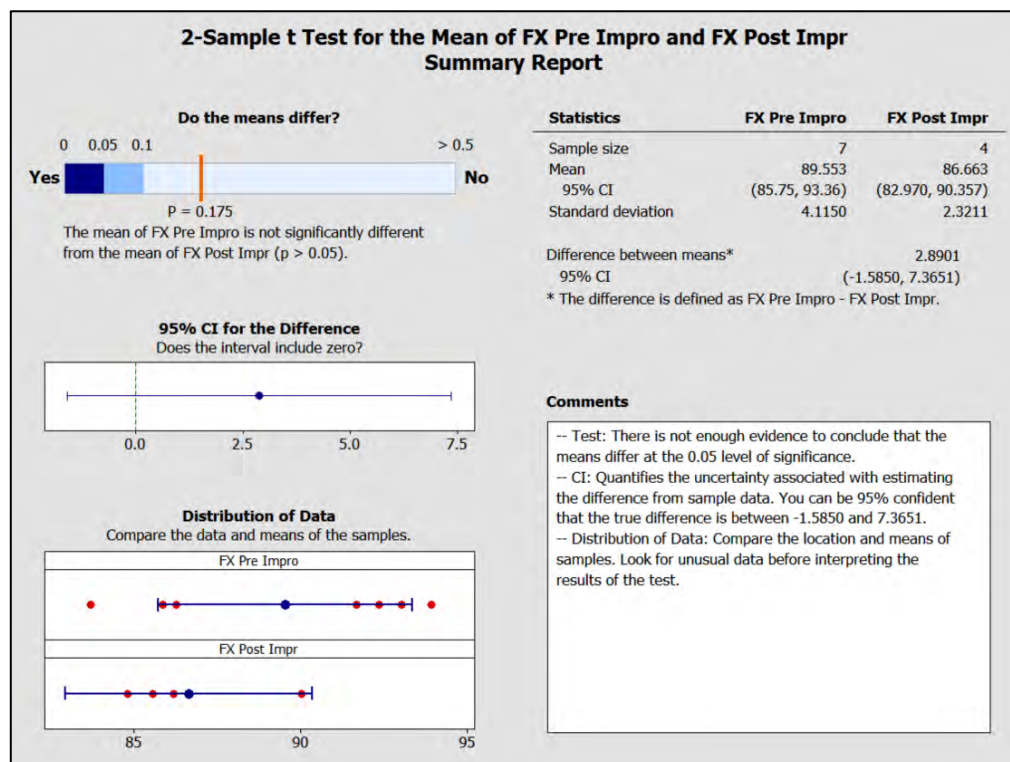 2-Sample t Test for the Mean of FX Pre Impro and FX Post Impr
Summary Report
Do the means differ?
0 0.05 0.1 > 0.5
Yes No
P = 0.175
The mean of FX Pre Impro is not significantly different
from the mean of FX Post Impr (p > 0.05).
Statistics FX Pre Impro FX Post Impr
Sample size 7 4
Mean 89.553 86.663
95% CI (85.75, 93.36) (82.970, 90.357)
Standard deviation 4.1150 2.3211
Difference between means* 2.8901
95% CI (-1.5850, 7.3651)
* The difference is defined as FX Pre Impro - FX Post Impr.
95% CI for the Difference
Does the interval include zero?
0.0 2.5 5.0 7.5
Distribution of Data
Compare the data and means of the samples.
FX Pre Impro
FX Post Impr
85 90 95
Comments
-- Test: There is not enough evidence to conclude that the
means differ at the 0.05 level of significance.
-- CI: Quantifies the uncertainty associated with estimating
the difference from sample data. You can be 95% confident
that the true difference is between -1.5850 and 7.3651.
-- Distribution of Data: Compare the location and means of
samples. Look for unusual data before interpreting the
results of the test.